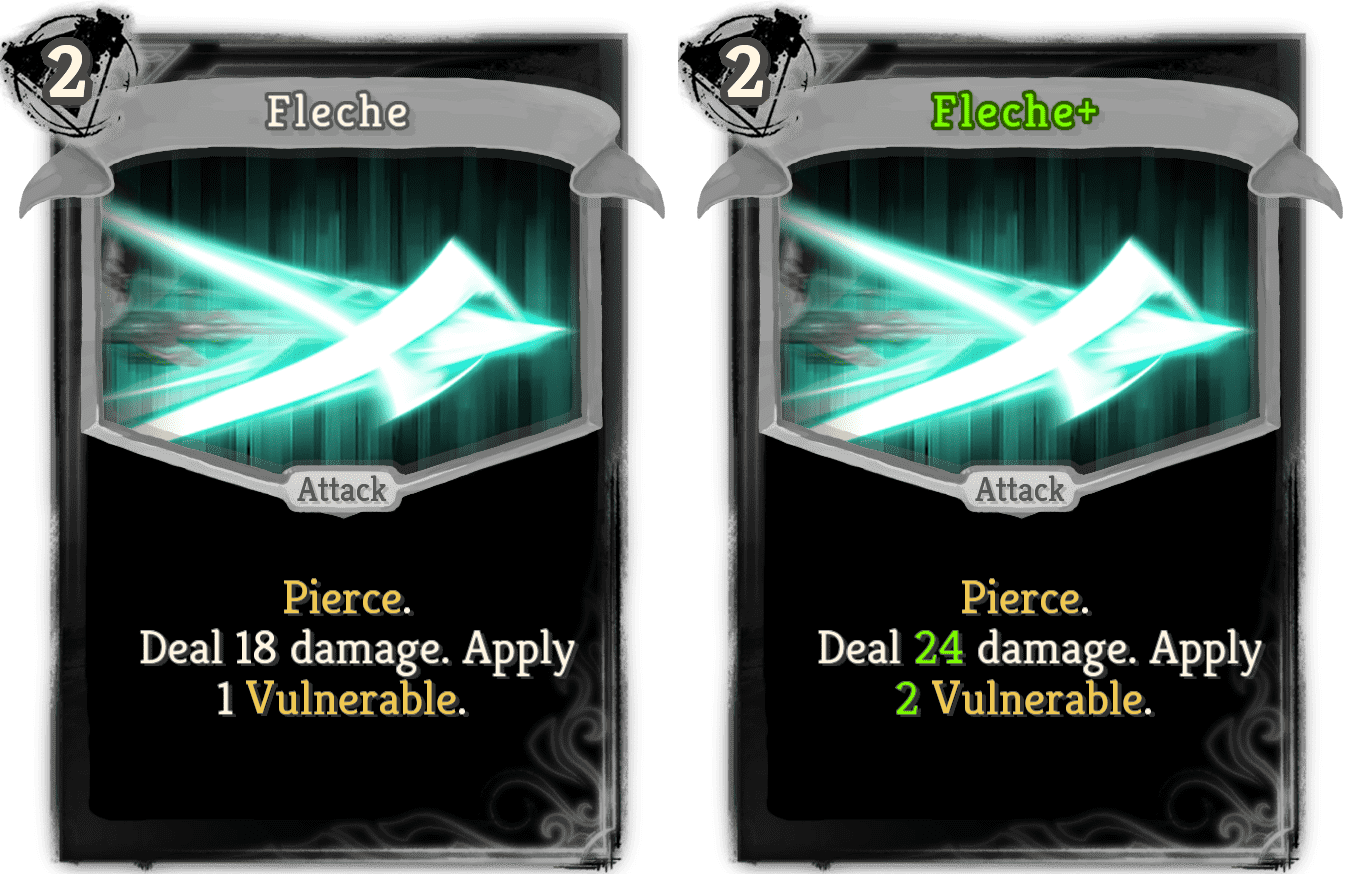 2
Fleche
Attack
Pierce.
Deal 18 damage. Apply
1 Vulnerable.
2
Fleche+
Attack
Pierce.
Deal 24 damage. Apply
2 Vulnerable.